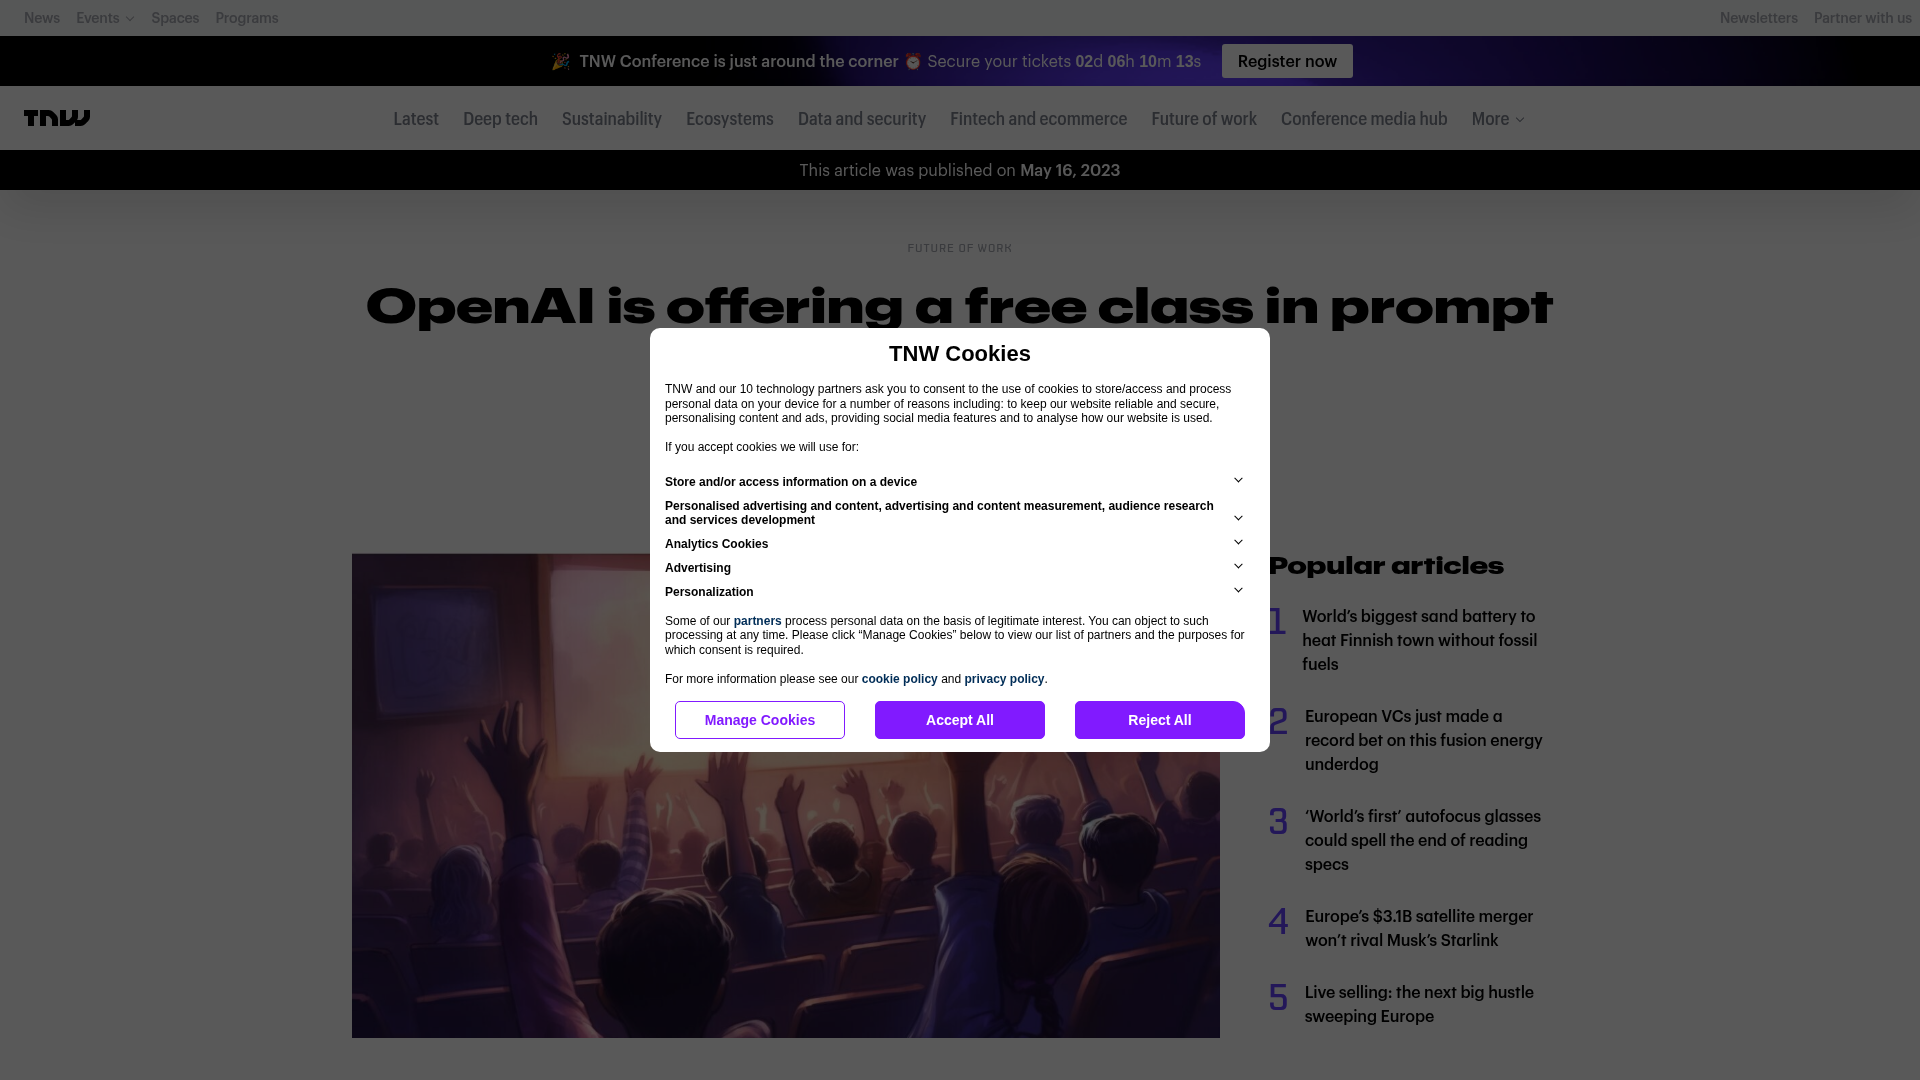 News Events Spaces Programs Newsletters Partner with us
🎉 TNW Conference is just around the corner ⏰ Secure your tickets 02d 06h 10m 13s Register now
TNW Latest Deep tech Sustainability Ecosystems Data and security Fintech and ecommerce Future of work Conference media hub More
This article was published on May 16, 2023
FUTURE OF WORK
OpenAI is offering a free class in prompt
TNW Cookies
TNW and our 10 technology partners ask you to consent to the use of cookies to store/access and process
personal data on your device for a number of reasons including: to keep our website reliable and secure,
personalising content and ads, providing social media features and to analyse how our website is used.
If you accept cookies we will use for:
Store and/or access information on a device
Personalised advertising and content, advertising and content measurement, audience research
and services development
Analytics Cookies
Advertising
Personalization
Some of our partners process personal data on the basis of legitimate interest. You can object to such
processing at any time. Please click “Manage Cookies” below to view our list of partners and the purposes for
which consent is required.
For more information please see our cookie policy and privacy policy.
Manage Cookies Accept All Reject All
Popular articles
1 World’s biggest sand battery to
heat Finnish town without fossil
fuels
2 European VCs just made a
record bet on this fusion energy
underdog
3 ‘World’s first’ autofocus glasses
could spell the end of reading
specs
4 Europe’s $3.1B satellite merger
won’t rival Musk’s Starlink
5 Live selling: the next big hustle
sweeping Europe